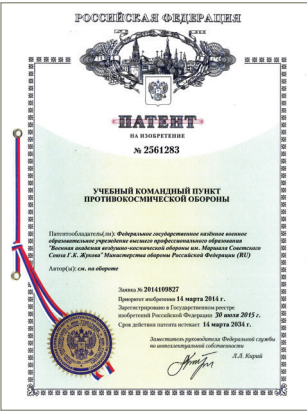 РОССИЙСКАЯ ФЕДЕРАЦИЯ
ПАТЕНТ
НА ИЗОБРЕТЕНИЕ
№ 2561283
УЧЕБНЫЙ КОМАНДНЫЙ ПУНКТ
ПРОТИВОКОСМИЧЕСКОЙ ОБОРОНЫ
Патентообладатель(ли): Федеральное государственное казённое военное
образовательное учреждение высшего профессионального образования
"Военная академия воздушно-космической обороны им. Маршала Советского
Союза Г.К. Жукова" Министерства обороны Российской Федерации (RU)
Автор(ы): см. на обороте
Заявка № 2014109827
Приоритет изобретения 14 марта 2014 г.
Зарегистрировано в Государственном реестре
изобретений Российской Федерации 30 июля 2015 г.
Срок действия патента истекает 14 марта 2034 г.
Заместитель руководителя Федеральной службы
по интеллектуальной собственности
Л.Л. Кирий